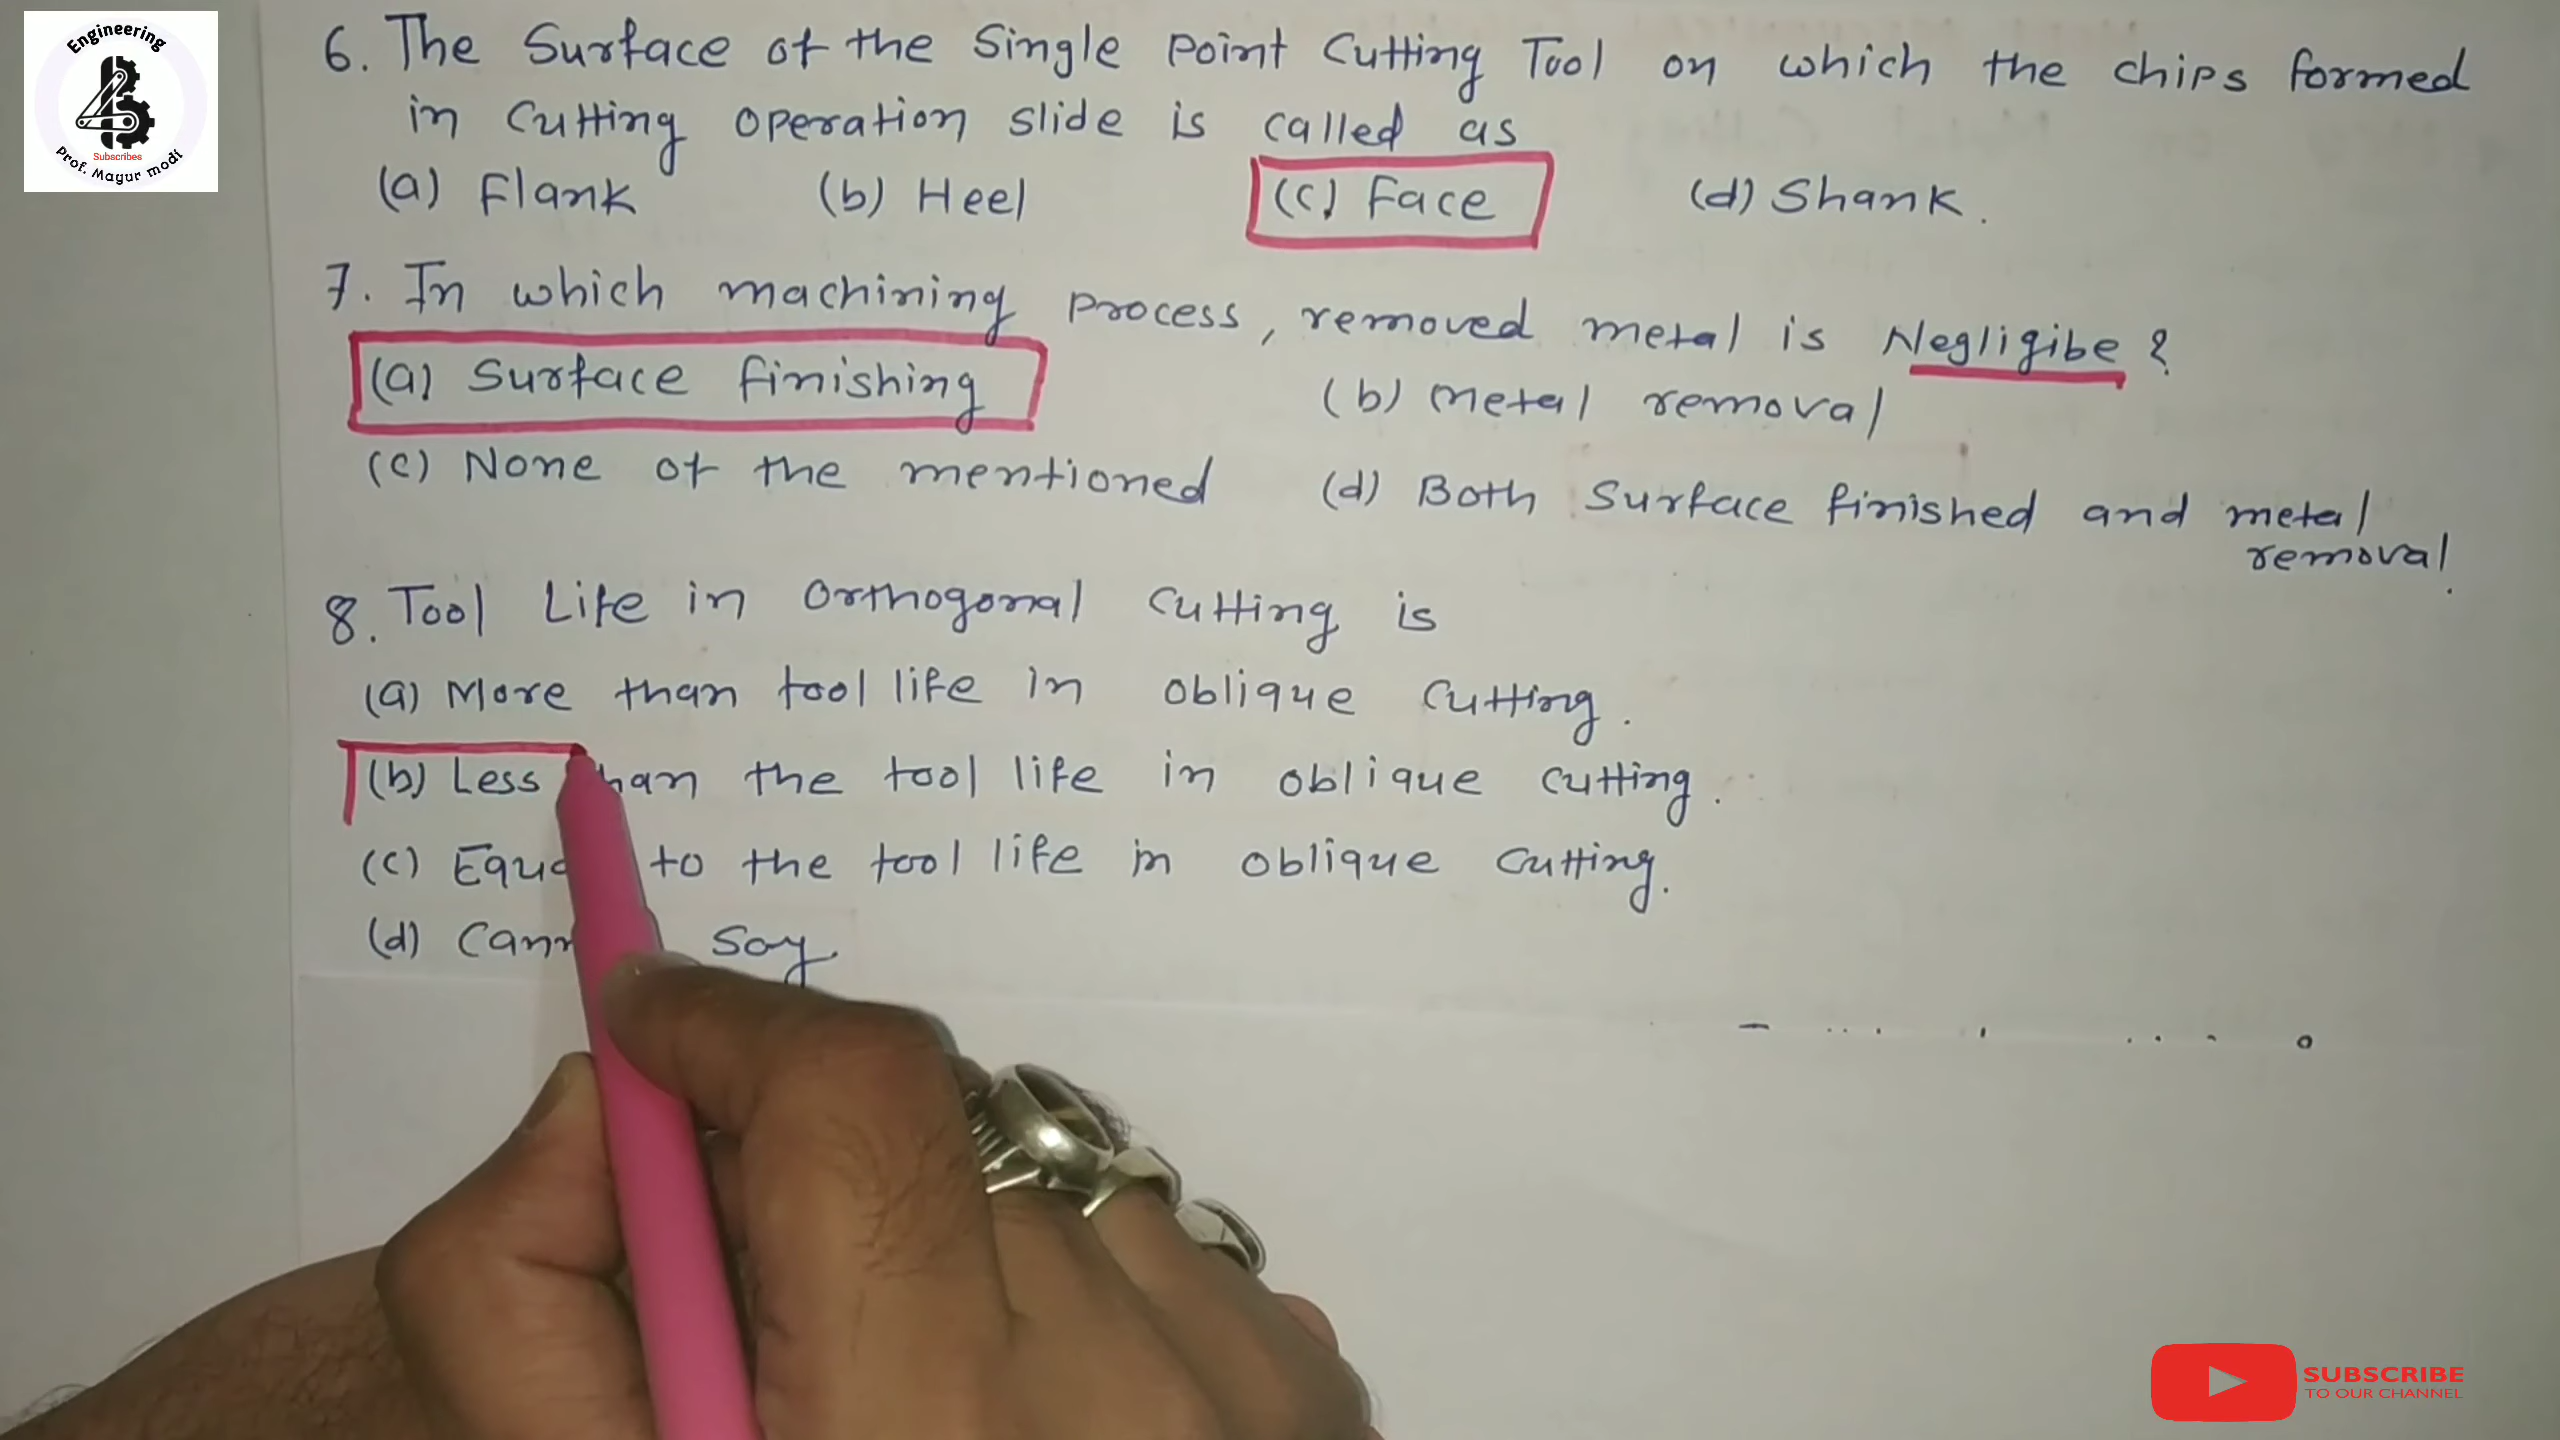 Engineering
Subscribes
Prof. Mayur modi
6. The Surface of the Single Point Cutting Tool on which the chips formed
in Cutting operation slide is called as
(a) Flank (b) Heel (c) Face (d) Shank.
7. In which machining process, removed metal is Negligibe?
(a) Surface finishing (b) Metal removal
(c) None of the mentioned (d) Both Surface finished and metal
removal.
8. Tool Life in Orthogonal Cutting is
(a) More than tool life in oblique cutting.
(b) Less than the tool life in oblique cutting.
(c) to the tool life in oblique cutting.
(d) say
SUBSCRIBE
TO OUR CHANNEL